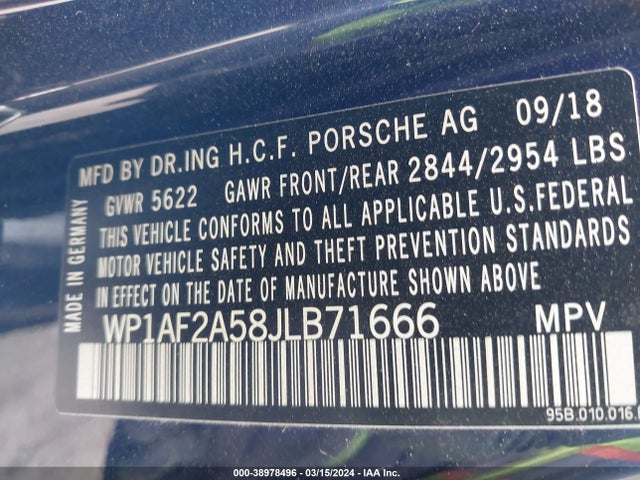 MFD BY DR.ING H.C.F. PORSCHE AG 09/18
GVWR 5622 GAWR FRONT/REAR 2844/2954 LBS
THIS VEHICLE CONFORMS TO ALL APPLICABLE U.S.FEDERAL
MOTOR VEHICLE SAFETY AND THEFT PREVENTION STANDARDS
IN EFFECT ON THE DATE OF MANUFACTURE SHOWN ABOVE
MADE IN GERMANY
WP1AF2A58JLB71666 MPV
95B.010.016.
000-38978496 - 03/15/2024 - IAA Inc.